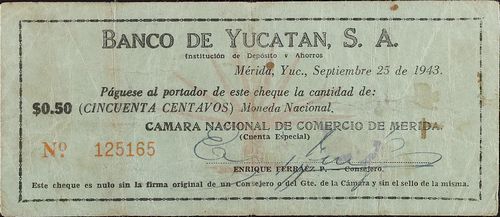 BANCO DE YUCATAN, S. A.
Institución de Depósito y Ahorros
Mérida, Yuc., Septiembre 25 de 1943.
Páguese al portador de este cheque la cantidad de:
$0.50 (CINCUENTA CENTAVOS) Moneda Nacional.
CAMARA NACIONAL DE COMERCIO DE MERIDA.
(Cuenta Especial)
Nº 125165
ENRIQUE FERRAEZ P. — Consejero.
Este cheque es nulo sin la firma original de un Consejero o del Gte. de la Cámara y sin el sello de la misma.